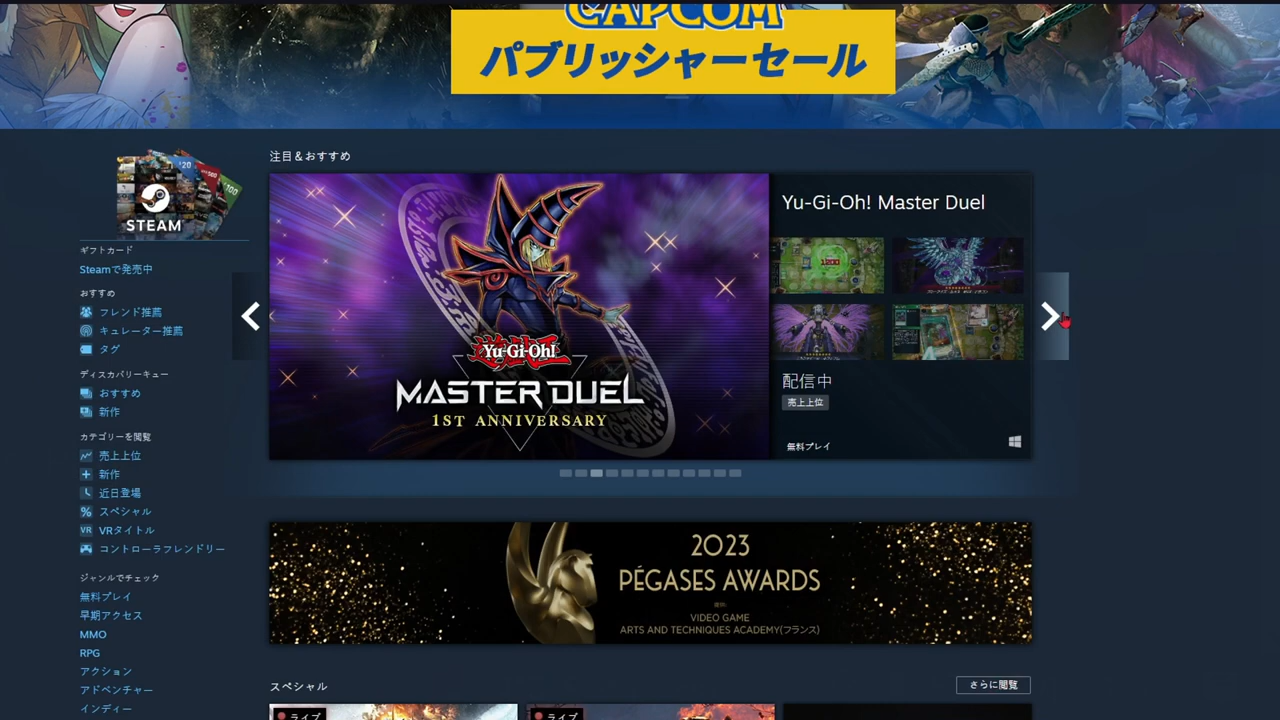 CAPCOM
パブリッシャーセール
STEAM
ギフトカード
Steamで発売中
おすすめ
フレンド推薦
キュレーター推薦
タグ
ディスカバリーキュー
おすすめ
新作
カテゴリーを閲覧
売上上位
新作
近日登場
スペシャル
VR VRタイトル
コントローラフレンドリー
ジャンルでチェック
無料プレイ
早期アクセス
MMO
RPG
アクション
アドベンチャー
インディー
注目＆おすすめ
Yu-Gi-Oh!
MASTER DUEL
1ST ANNIVERSARY
Yu-Gi-Oh! Master Duel
配信中
売上上位
無料プレイ
2023
PÉGASES AWARDS
VIDEO GAME
ARTS AND TECHNIQUES ACADEMY(フランス)
スペシャル
さらに閲覧
ライブ
ライブ